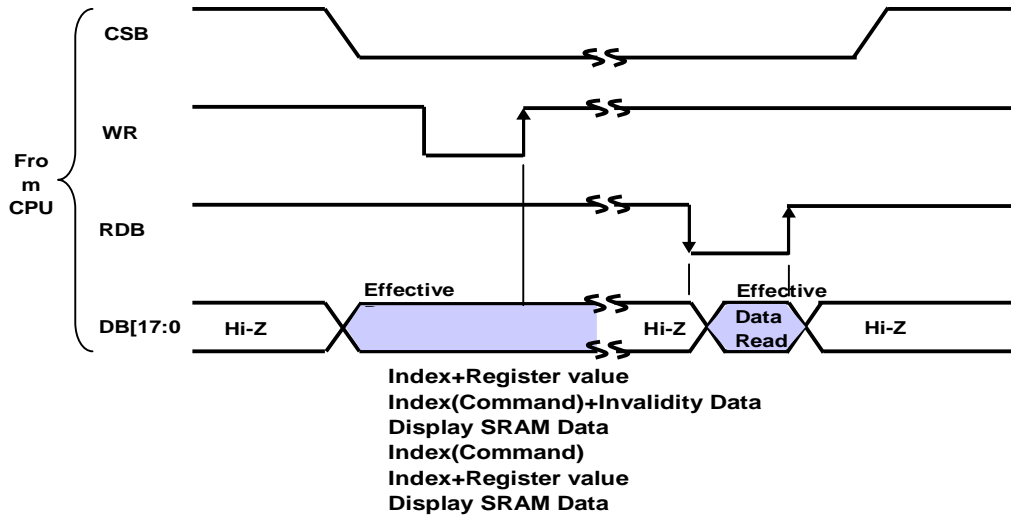 CSB
WR
Fro
m
CPU
RDB
Effective
Effective
DB[17:0
Hi-Z
Hi-Z
Data
Read
Hi-Z
Index+Register value
Index(Command)+Invalidity Data
Display SRAM Data
Index(Command)
Index+Register value
Display SRAM Data